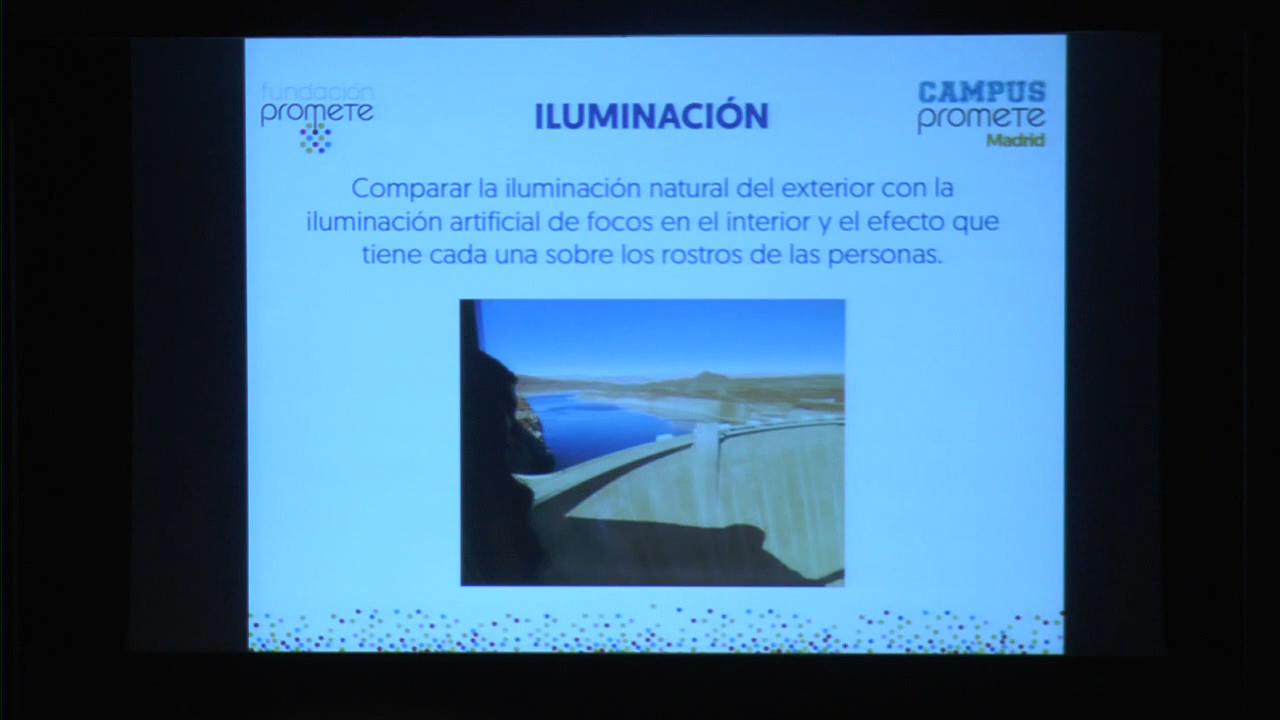 fundación
promete
ILUMINACIÓN
CAMPUS
promete
Madrid
Comparar la iluminación natural del exterior con la
iluminación artificial de focos en el interior y el efecto que
tiene cada una sobre los rostros de las personas.